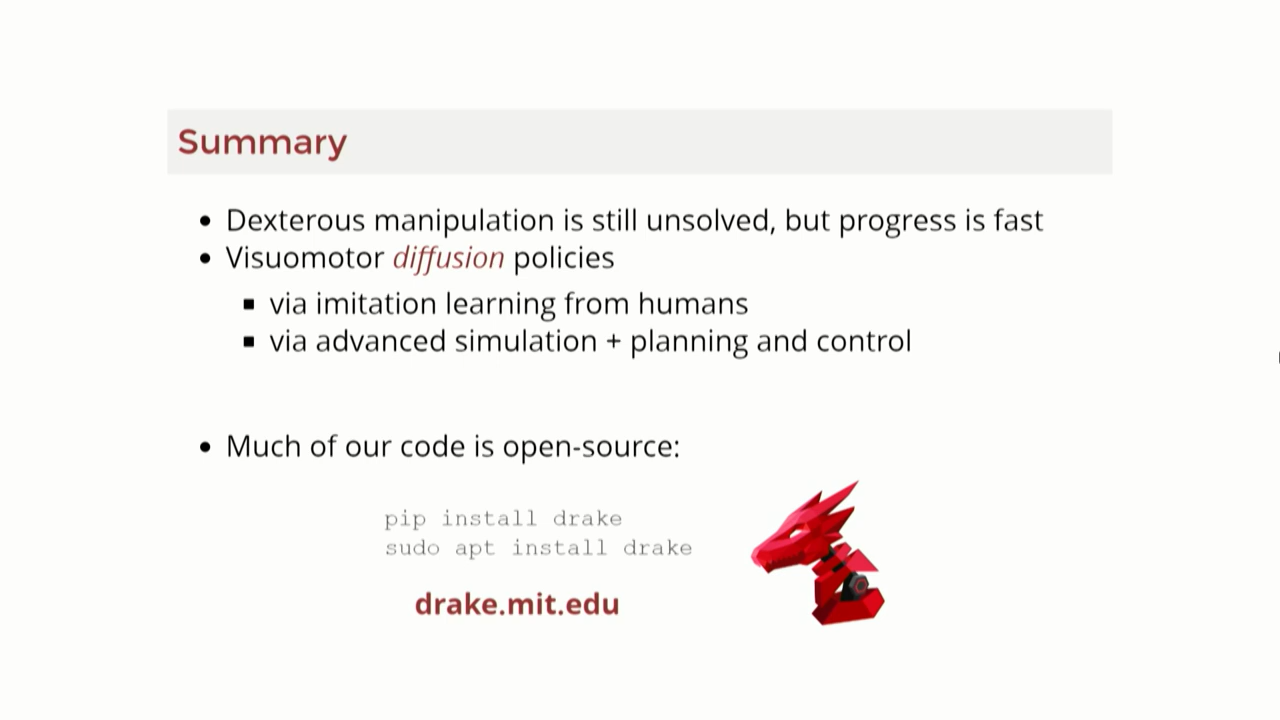 Summary
Dexterous manipulation is still unsolved, but progress is fast
Visuomotor diffusion policies
via imitation learning from humans
via advanced simulation + planning and control
Much of our code is open-source:
pip install drake
sudo apt install drake
drake.mit.edu